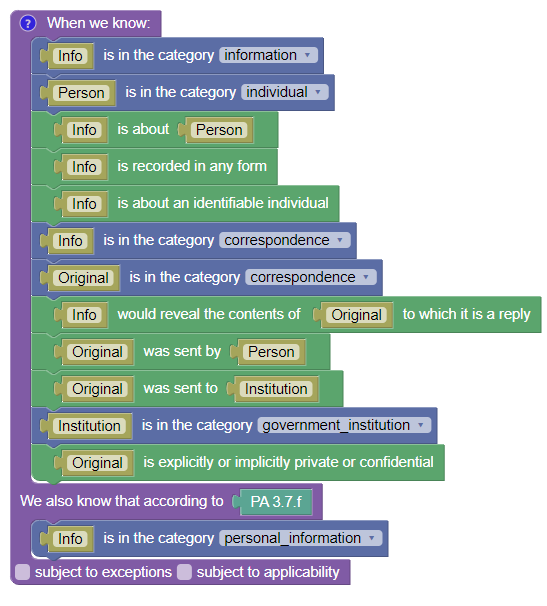 ? When we know:
Info is in the category information
Person is in the category individual
Info is about Person
Info is recorded in any form
Info is about an identifiable individual
Info is in the category correspondence
Original is in the category correspondence
Info would reveal the contents of Original to which it is a reply
Original was sent by Person
Original was sent to Institution
Institution is in the category government_institution
Original is explicitly or implicitly private or confidential
We also know that according to PA 3.7.f
Info is in the category personal_information
subject to exceptions subject to applicability